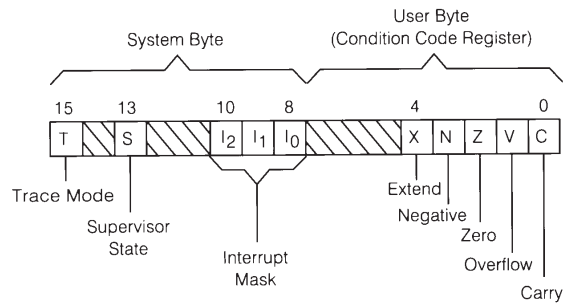 System Byte
User Byte
(Condition Code Register)
15 13 10 8 4 0
T S I2 I1 I0 X N Z V C
Trace Mode
Supervisor
State
Interrupt
Mask
Extend
Negative
Zero
Overflow
Carry